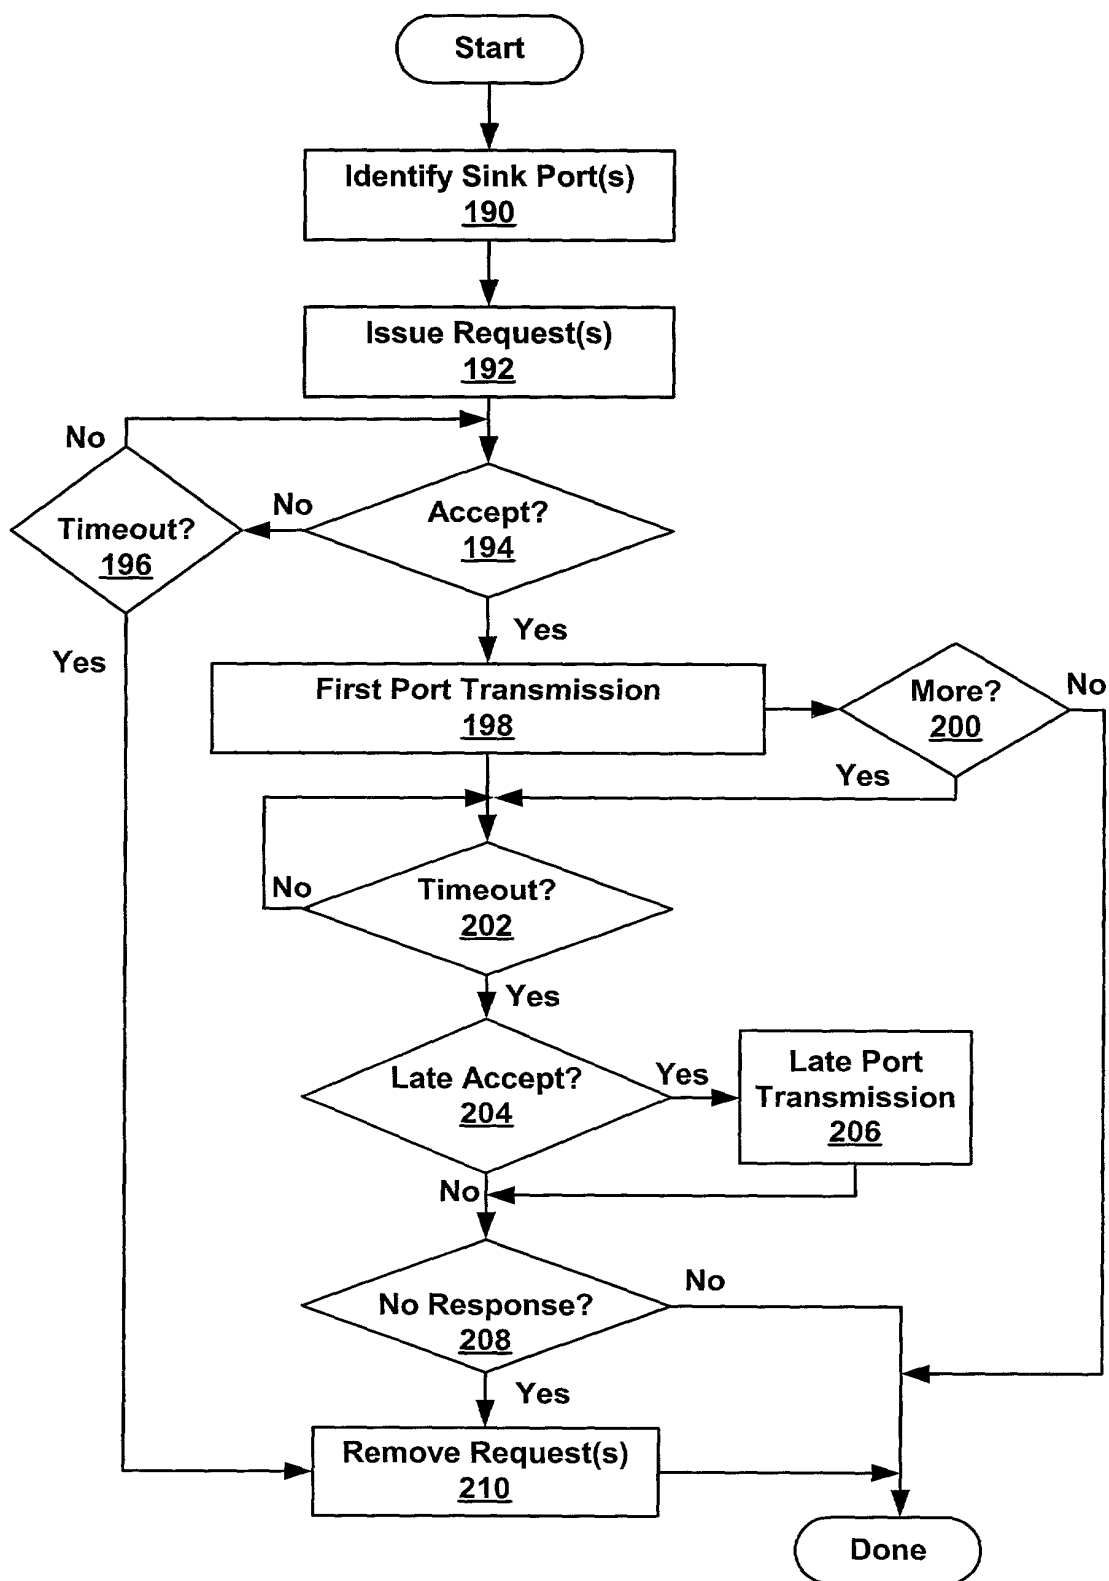 Start
Identify Sink Port(s)
190
Issue Request(s)
192
No
No
Accept?
194
Timeout?
196
Yes
Yes
First Port Transmission
198
More?
200
No
Yes
No
Timeout?
202
Yes
Late Accept?
204
Yes
Late Port
Transmission
206
No
No Response?
208
No
Yes
Remove Request(s)
210
Done